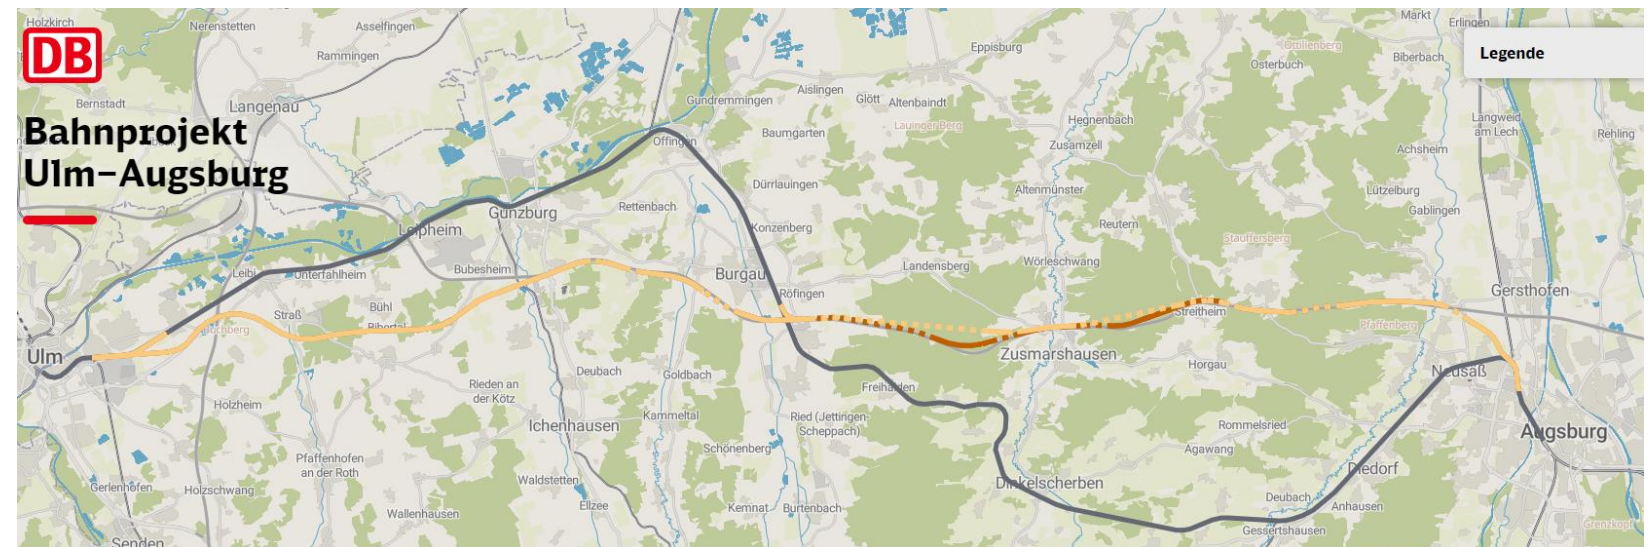 Holzkirch
Nerenstetten
Asselfingen
Markt
Erlingen
DB
Legende
Rammingen
Eppisburg
Ottilienberg
Osterbuch
Biberbach
Bernstadt
Langenau
Gundremmingen
Aislingen
Glött
Altenbaindt
Hegnenbach
Langweid
am Lech
Rehling
Bahnprojekt
Ulm–Augsburg
Offingen
Baumgarten
Lauinger Berg
Zusamzell
Achsheim
Dürrlauingen
Altenmünster
Lützelburg
Leipheim
Günzburg
Rettenbach
Konzenberg
Reutern
Gablingen
Stauffersberg
Leibi
Unterfahlheim
Bubesheim
Burgau
Landensberg
Wörleschwang
Röfingen
Gersthofen
Straß
Bühl
Bibertal
Streitheim
Pfaffenberg
Ulm
Zusmarshausen
Horgau
Neusäß
Deubach
Goldbach
Freihalden
Rieden an
der Kötz
Holzheim
Kammeltal
Ried (Jettingen-
Scheppach)
Ichenhausen
Rommelsried
Augsburg
Schönenberg
Agawang
Pfaffenhofen
an der Roth
Diedorf
Gerlenhofen
Holzschwang
Waldstetten
Dinkelscherben
Deubach
Anhausen
Wallenhausen
Ellzee
Kemnat
Burtenbach
Gessertshausen
Grenzkopf
Senden